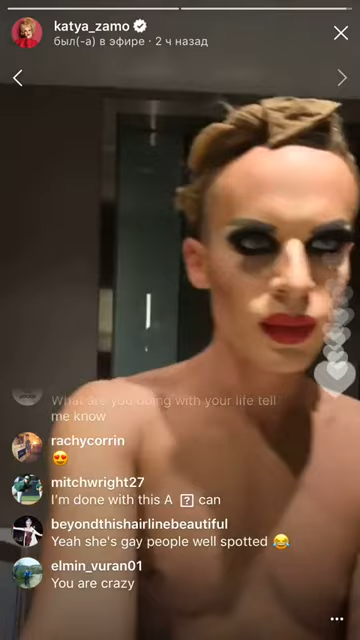 katya_zamo
был(-а) в эфире · 2 ч назад
What are you doing with your life tell
me know
rachycorrin
😍
mitchwright27
I'm done with this A ? can
beyondthishairlinebeautiful
Yeah she's gay people well spotted 😂
elmin_vuran01
You are crazy